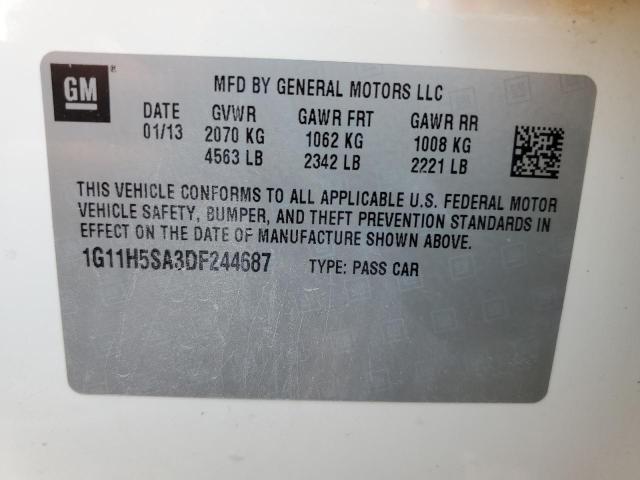 GM®
MFD BY GENERAL MOTORS LLC
DATE GVWR GAWR FRT GAWR RR
01/13 2070 KG 1062 KG 1008 KG
4563 LB 2342 LB 2221 LB
THIS VEHICLE CONFORMS TO ALL APPLICABLE U.S. FEDERAL MOTOR
VEHICLE SAFETY, BUMPER, AND THEFT PREVENTION STANDARDS IN
EFFECT ON THE DATE OF MANUFACTURE SHOWN ABOVE.
1G11H5SA3DF244687 TYPE: PASS CAR